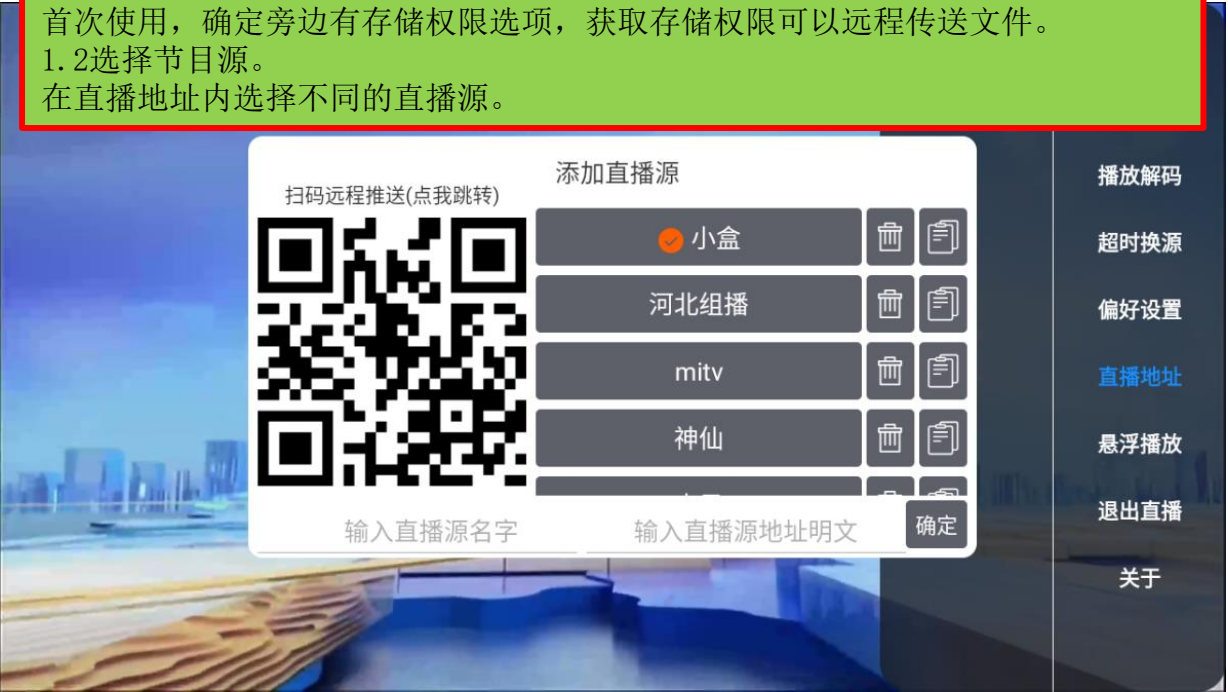 首次使用，确定旁边有存储权限选项，获取存储权限可以远程传送文件。
1.2选择节目源。
在直播地址内选择不同的直播源。
添加直播源
扫码远程推送(点我跳转)
小盒
河北组播
mitv
神仙
输入直播源名字
输入直播源地址明文
确定
播放解码
超时换源
偏好设置
直播地址
悬浮播放
退出直播
关于